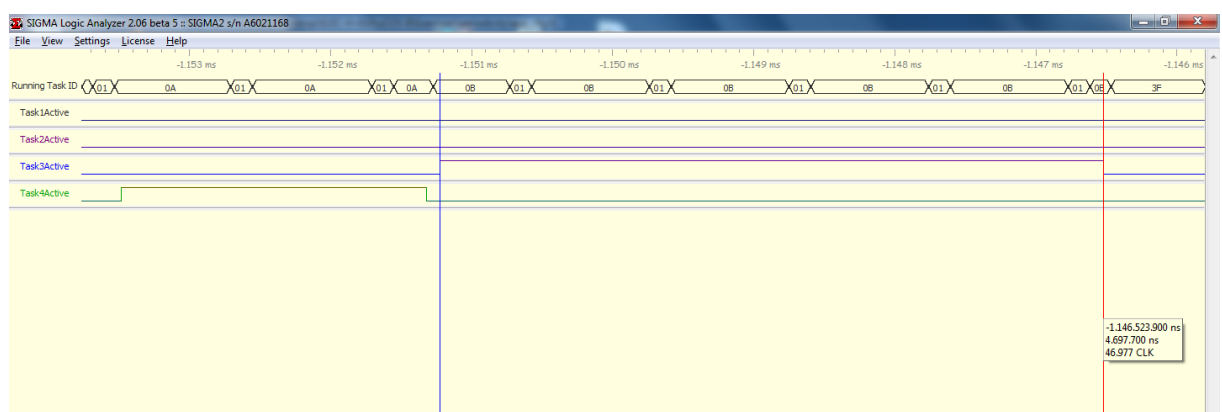 SIGMA Logic Analyzer 2.06 beta 5 :: SIGMA2 s/n A6021168
File View Settings License Help
-1.153 ms -1.152 ms -1.151 ms -1.150 ms -1.149 ms -1.148 ms -1.147 ms -1.146 ms
Running Task ID 01 0A 01 0A 01 0A 0B 01 0B 01 0B 01 0B 01 0B 01 0B 3F
Task1Active
Task2Active
Task3Active
Task4Active
-1.146.523.900 ns
4.697.700 ns
46.977 CLK